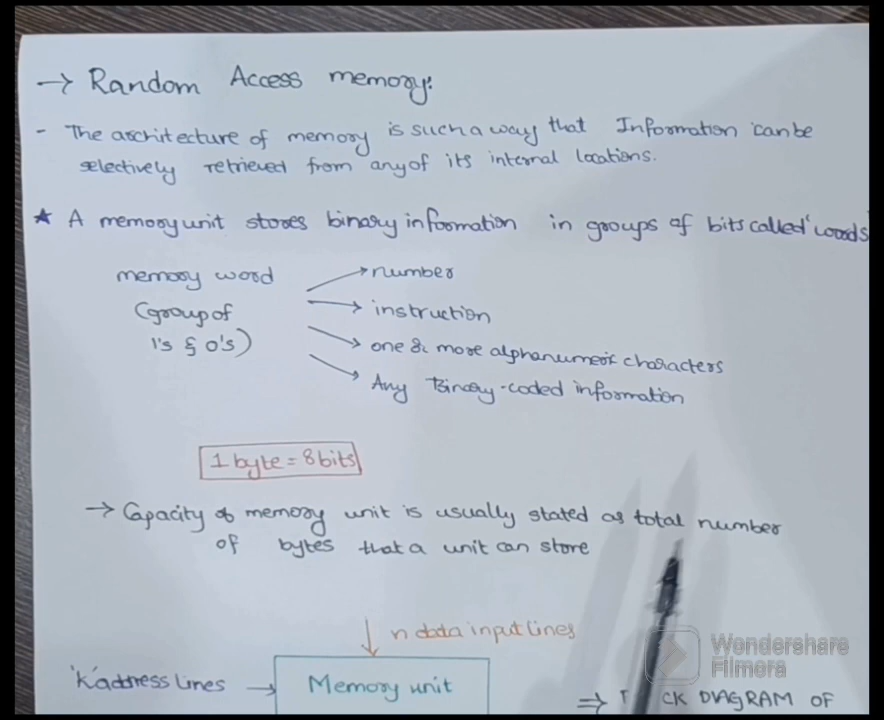 → Random Access memory:
- The architecture of memory is such a way that Information can be
selectively retrieved from any of its internal locations.
★ A memory unit stores binary information in groups of bits called 'words
memory word → number
(group of → instruction
1's & 0's) → one & more alphanumeric characters
→ Any Binary-coded information
1 byte = 8 bits
→ Capacity of memory unit is usually stated as total number
of bytes that a unit can store
↓ n data input lines
'k' address lines → Memory unit
⇒ CK DIAGRAM OF
Wondershare
Filmora